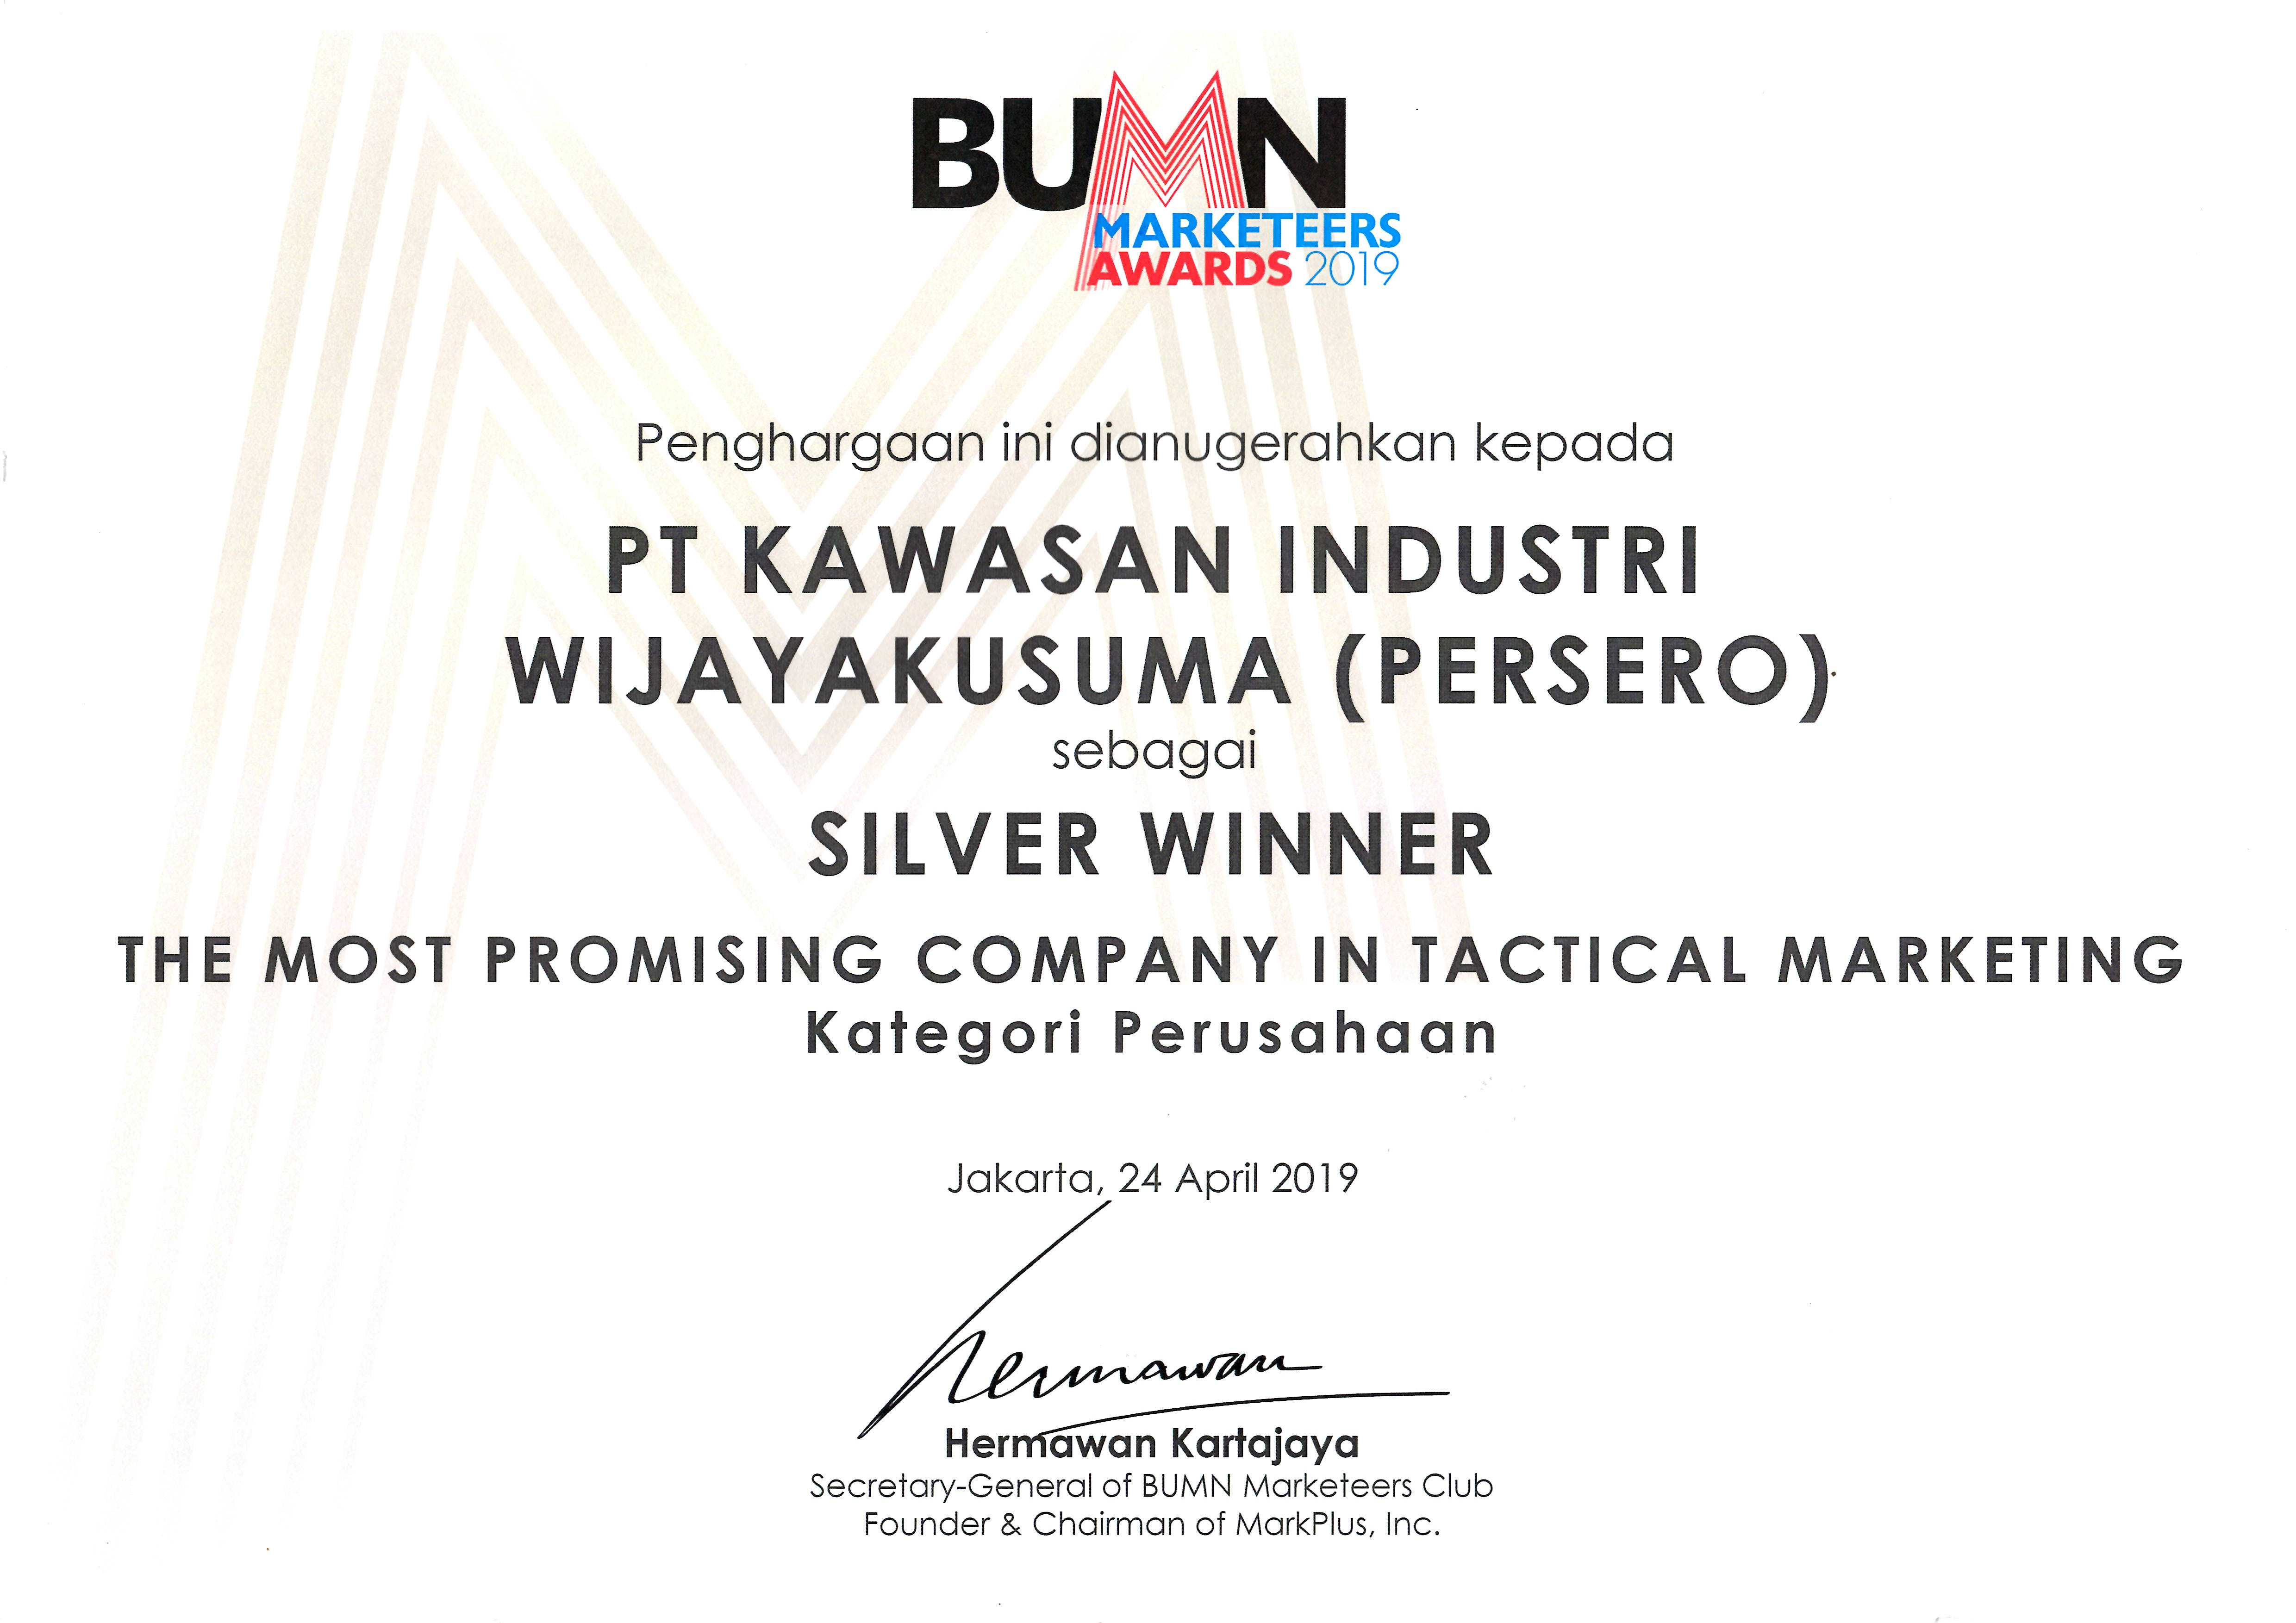 BUMN
MARKETEERS
AWARDS 2019
Penghargaan ini dianugerahkan kepada
PT KAWASAN INDUSTRI
WIJAYAKUSUMA (PERSERO)
sebagai
SILVER WINNER
THE MOST PROMISING COMPANY IN TACTICAL MARKETING
Kategori Perusahaan
Jakarta, 24 April 2019
Hermawan
Hermawan Kartajaya
Secretary-General of BUMN Marketeers Club
Founder & Chairman of MarkPlus, Inc.